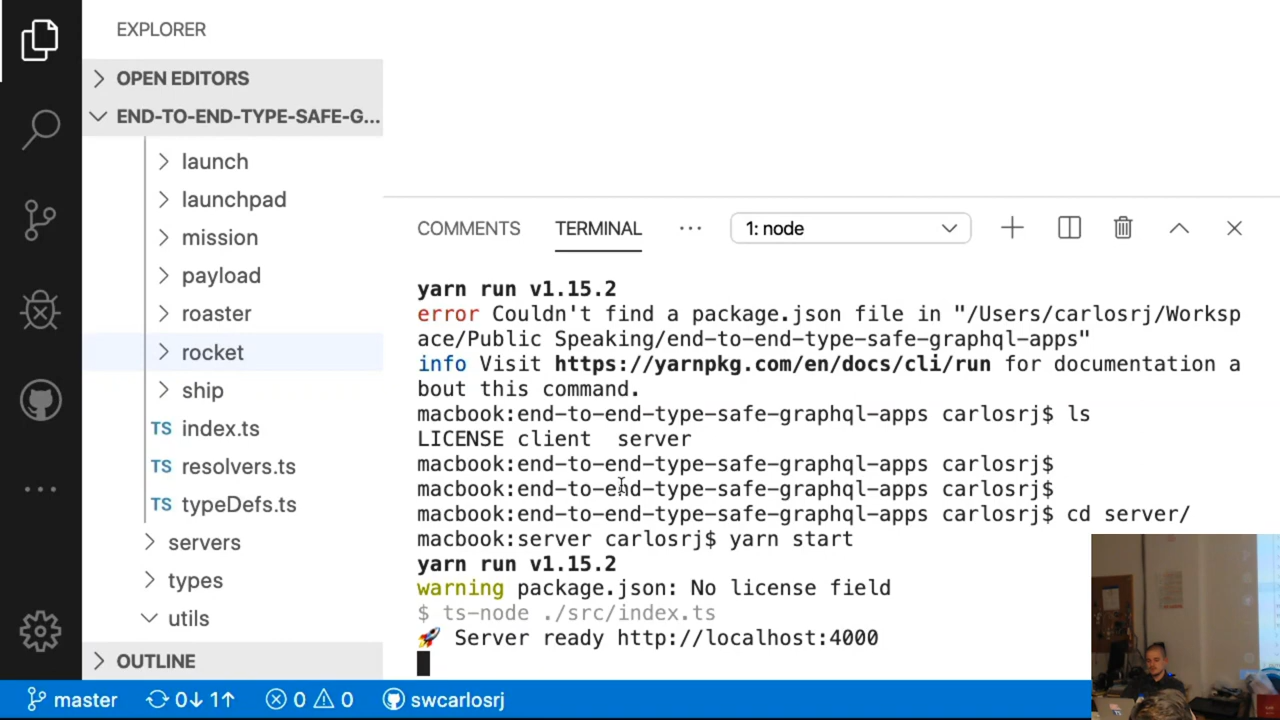 EXPLORER
OPEN EDITORS
END-TO-END-TYPE-SAFE-G...
launch
launchpad
mission
payload
roaster
rocket
ship
TS index.ts
TS resolvers.ts
TS typeDefs.ts
servers
types
utils
OUTLINE
COMMENTS TERMINAL ··· 1: node
yarn run v1.15.2
error Couldn't find a package.json file in "/Users/carlosrj/Worksp
ace/Public Speaking/end-to-end-type-safe-graphql-apps"
info Visit https://yarnpkg.com/en/docs/cli/run for documentation a
bout this command.
macbook:end-to-end-type-safe-graphql-apps carlosrj$ ls
LICENSE client  server
macbook:end-to-end-type-safe-graphql-apps carlosrj$
macbook:end-to-end-type-safe-graphql-apps carlosrj$
macbook:end-to-end-type-safe-graphql-apps carlosrj$ cd server/
macbook:server carlosrj$ yarn start
yarn run v1.15.2
warning package.json: No license field
$ ts-node ./src/index.ts
🚀 Server ready http://localhost:4000
master 0↓ 1↑ 0 0 swcarlosrj